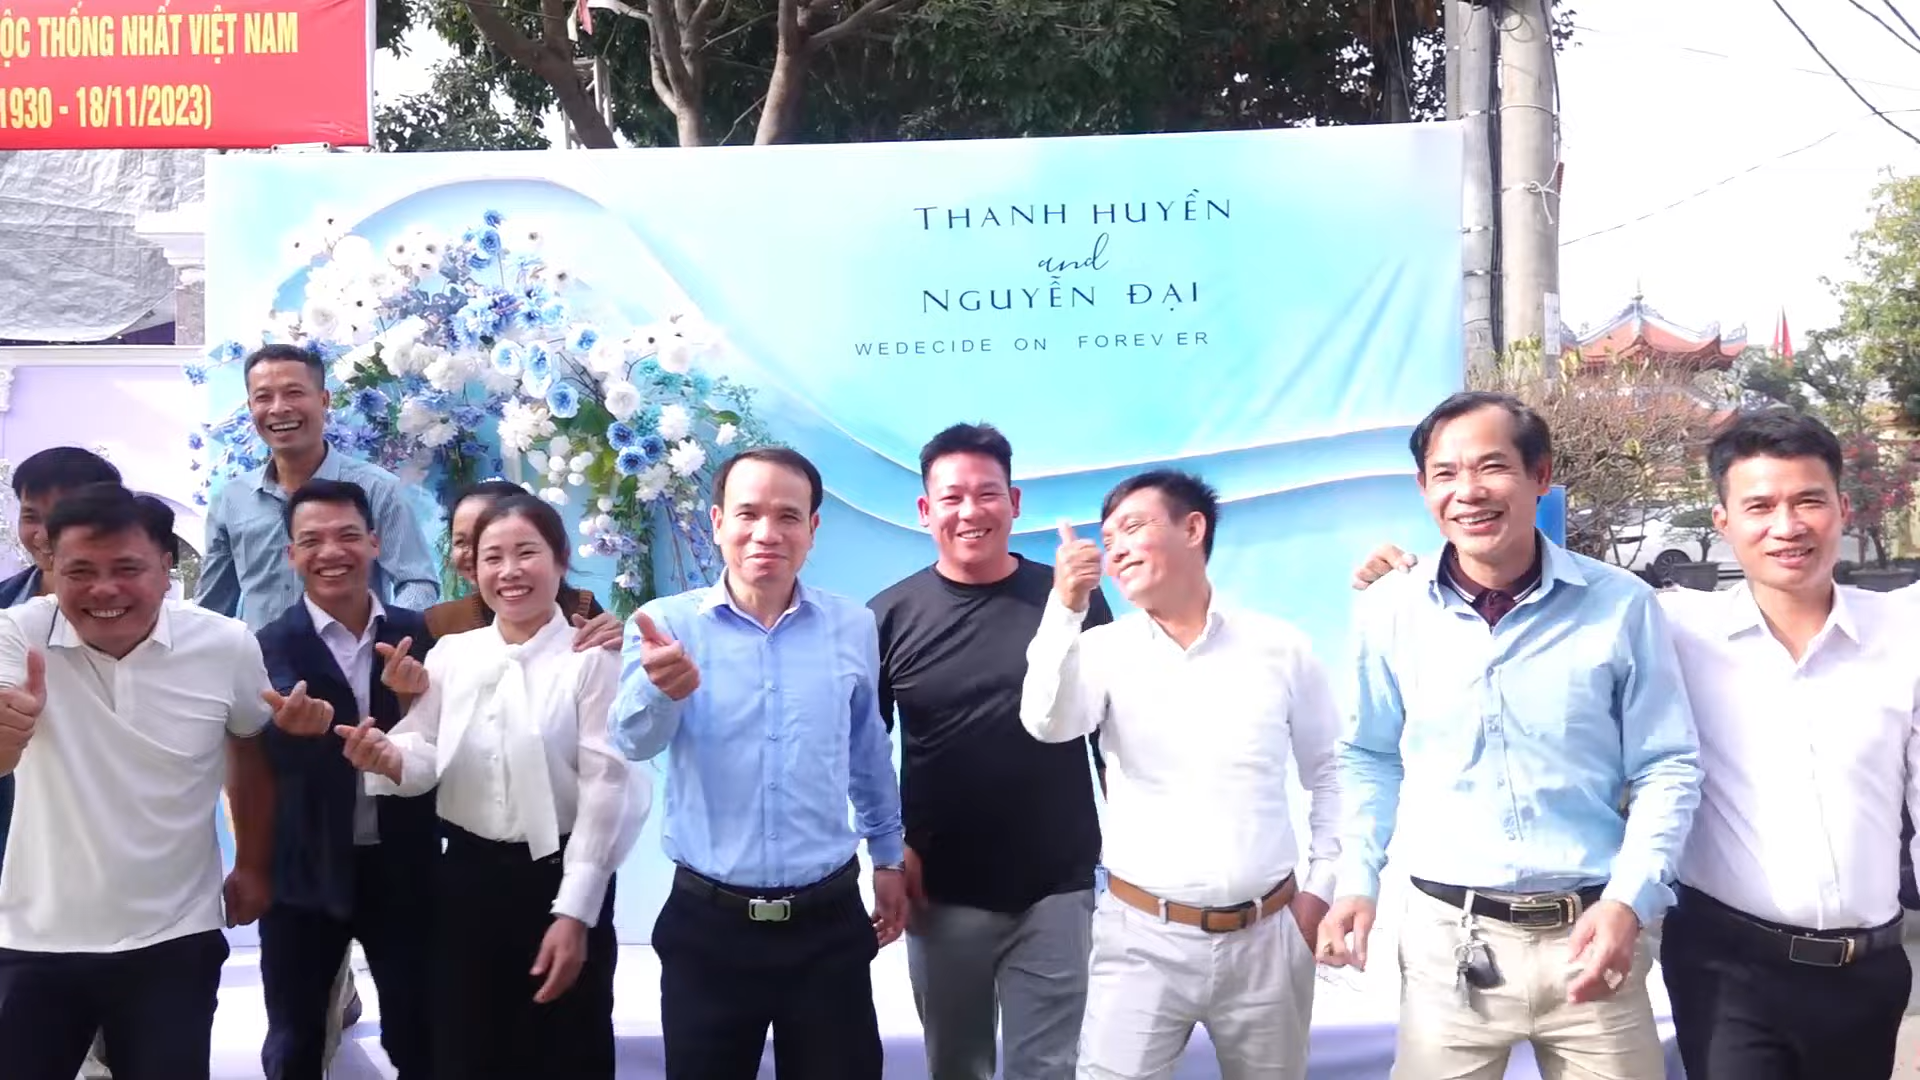 ỘC THỐNG NHẤT VIỆT NAM
1930 - 18/11/2023)
THANH HUYỀN
and
NGUYỄN ĐẠI
WEDECIDE ON FOREVER